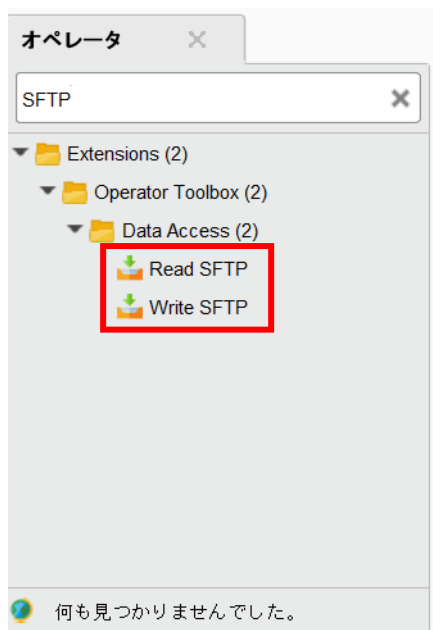 オペレータ
SFTP
Extensions (2)
Operator Toolbox (2)
Data Access (2)
Read SFTP
Write SFTP
何も見つかりませんでした。